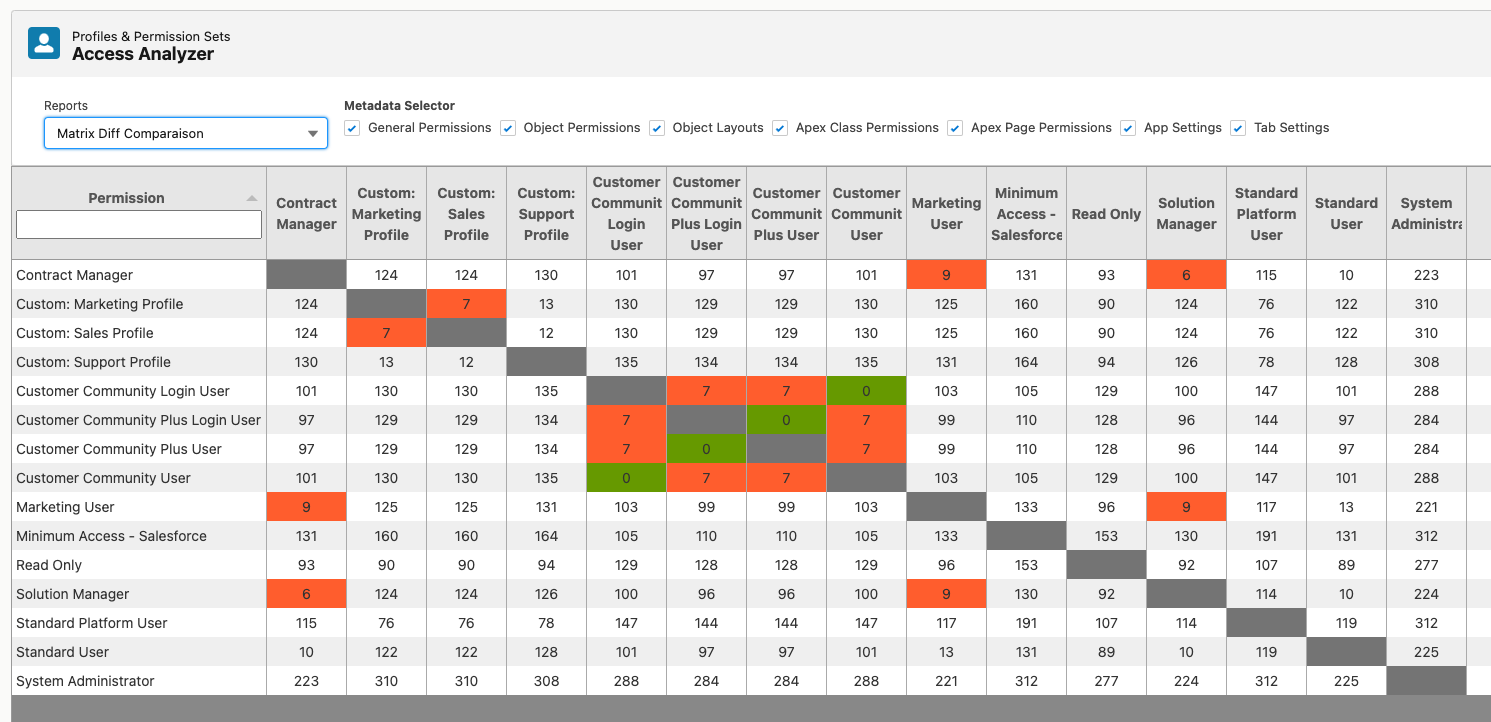 Profiles & Permission Sets
Access Analyzer
Reports
Metadata Selector
Matrix Diff Comparaison
General Permissions Object Permissions Object Layouts Apex Class Permissions Apex Page Permissions App Settings Tab Settings
Permission
Contract
Manager
Custom:
Marketing
Profile
Custom:
Sales
Profile
Custom:
Support
Profile
Customer
Communit
Login
User
Customer
Communit
Plus Login
User
Customer
Communit
Plus User
Customer
Communit
User
Marketing
User
Minimum
Access -
Salesforce
Read Only
Solution
Manager
Standard
Platform
User
Standard
User
System
Administra
Contract Manager 124 124 130 101 97 97 101 9 131 93 6 115 10 223
Custom: Marketing Profile 124 7 13 130 129 129 130 125 160 90 124 76 122 310
Custom: Sales Profile 124 7 12 130 129 129 130 125 160 90 124 76 122 310
Custom: Support Profile 130 13 12 135 134 134 135 131 164 94 126 78 128 308
Customer Community Login User 101 130 130 135 7 7 0 103 105 129 100 147 101 288
Customer Community Plus Login User 97 129 129 134 7 0 7 99 110 128 96 144 97 284
Customer Community Plus User 97 129 129 134 7 0 7 99 110 128 96 144 97 284
Customer Community User 101 130 130 135 0 7 7 103 105 129 100 147 101 288
Marketing User 9 125 125 131 103 99 99 103 133 96 9 117 13 221
Minimum Access - Salesforce 131 160 160 164 105 110 110 105 133 153 130 191 131 312
Read Only 93 90 90 94 129 128 128 129 96 153 92 107 89 277
Solution Manager 6 124 124 126 100 96 96 100 9 130 92 114 10 224
Standard Platform User 115 76 76 78 147 144 144 147 117 191 107 114 119 312
Standard User 10 122 122 128 101 97 97 101 13 131 89 10 119 225
System Administrator 223 310 310 308 288 284 284 288 221 312 277 224 312 225